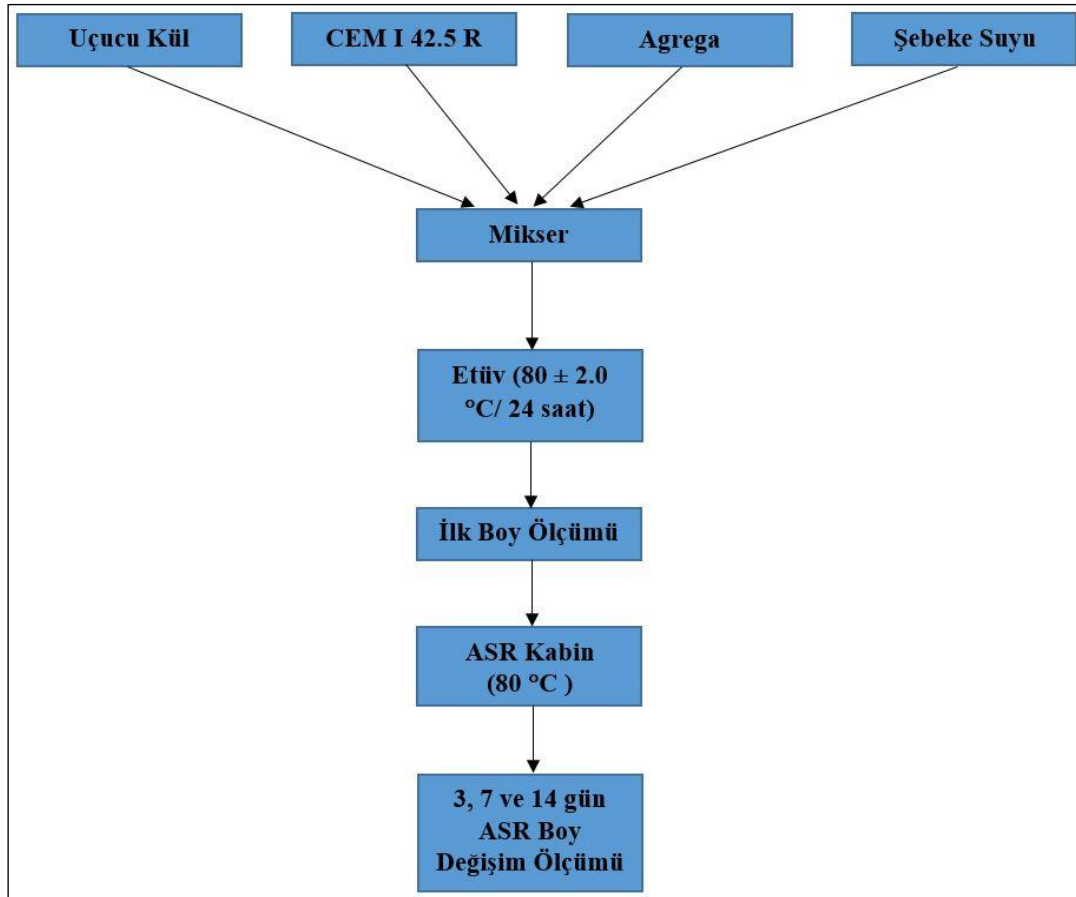 Uçucu Kül
CEM I 42.5 R
Agrega
Şebeke Suyu
Mikser
Etüv (80 ± 2.0
°C/ 24 saat)
İlk Boy Ölçümü
ASR Kabin
(80 °C )
3, 7 ve 14 gün
ASR Boy
Değişim Ölçümü